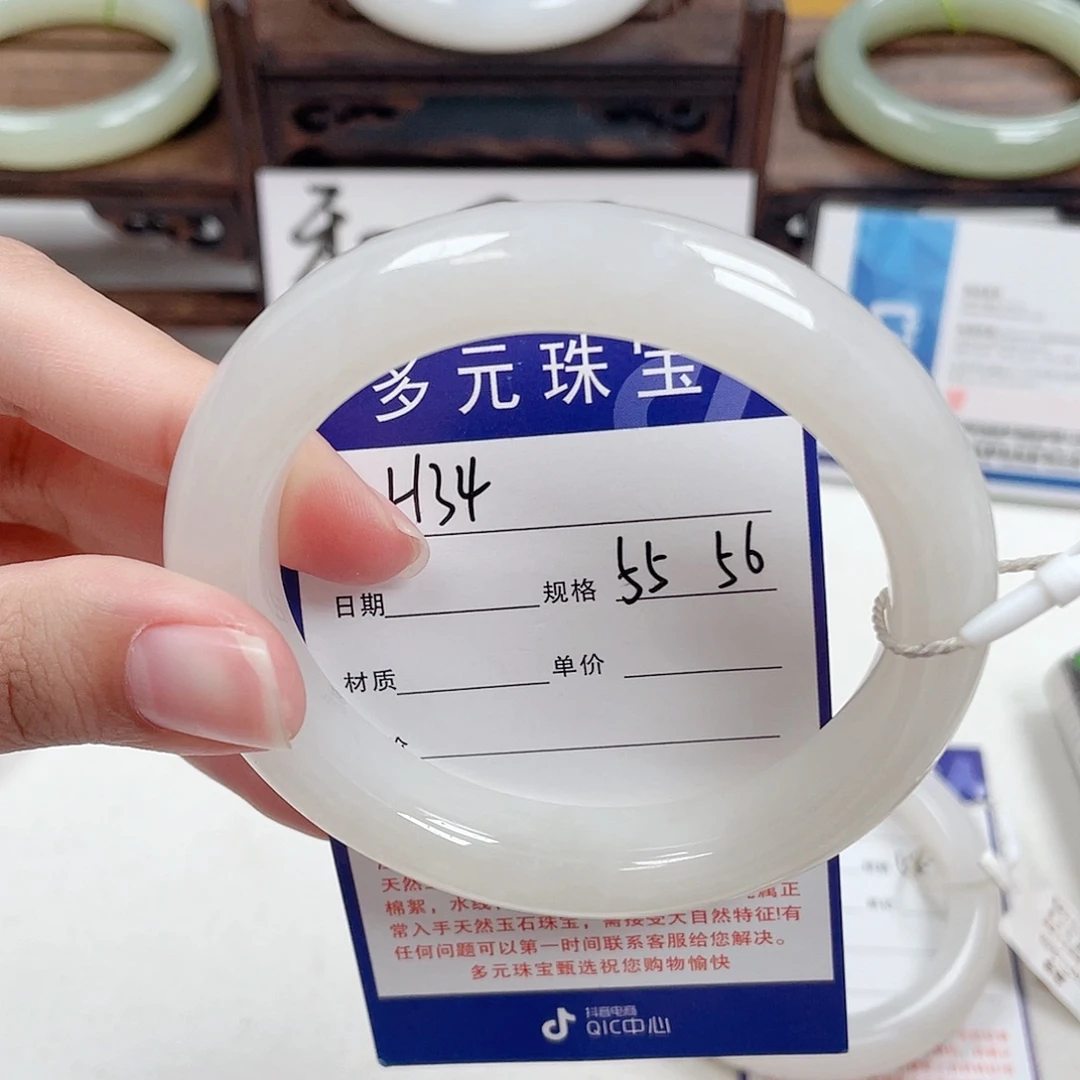 多元珠宝
H34
日期 规格 55 56
材质 单价
天然
棉絮，水线 属正
常入手天然玉石珠宝，需接受大自然特征!有
任何问题可以第一时间联系客服给您解决。
多元珠宝甄选祝您购物愉快
抖音电商
QIC中心